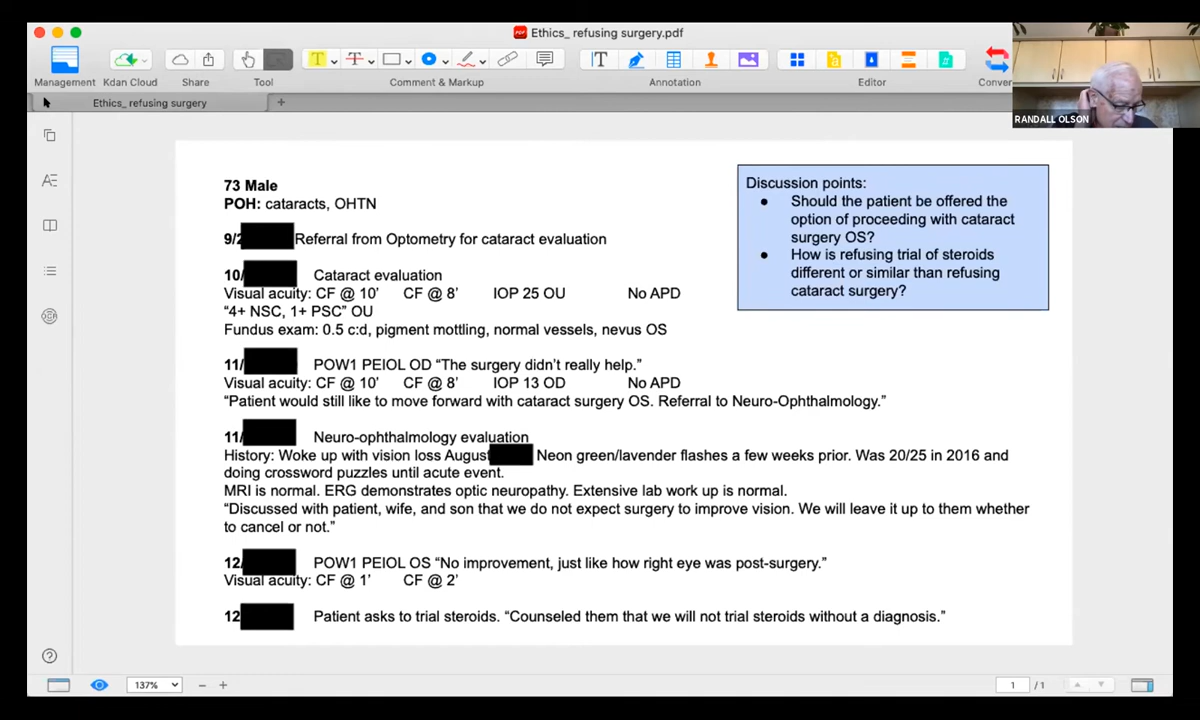 Ethics_ refusing surgery.pdf
Management Kdan Cloud Share Tool Comment & Markup Annotation Editor Conver
Ethics_ refusing surgery
RANDALL OLSON
73 Male
POH: cataracts, OHTN
9/2 Referral from Optometry for cataract evaluation
10/ Cataract evaluation
Visual acuity: CF @ 10’ CF @ 8’ IOP 25 OU No APD
“4+ NSC, 1+ PSC” OU
Fundus exam: 0.5 c:d, pigment mottling, normal vessels, nevus OS
11/ POW1 PEIOL OD “The surgery didn’t really help.”
Visual acuity: CF @ 10’ CF @ 8’ IOP 13 OD No APD
“Patient would still like to move forward with cataract surgery OS. Referral to Neuro-Ophthalmology.”
11/ Neuro-ophthalmology evaluation
History: Woke up with vision loss August Neon green/lavender flashes a few weeks prior. Was 20/25 in 2016 and
doing crossword puzzles until acute event.
MRI is normal. ERG demonstrates optic neuropathy. Extensive lab work up is normal.
“Discussed with patient, wife, and son that we do not expect surgery to improve vision. We will leave it up to them whether
to cancel or not.”
12/ POW1 PEIOL OS “No improvement, just like how right eye was post-surgery.”
Visual acuity: CF @ 1’ CF @ 2’
12 Patient asks to trial steroids. “Counseled them that we will not trial steroids without a diagnosis.”
Discussion points:
● Should the patient be offered the
option of proceeding with cataract
surgery OS?
● How is refusing trial of steroids
different or similar than refusing
cataract surgery?
137%
1 / 1